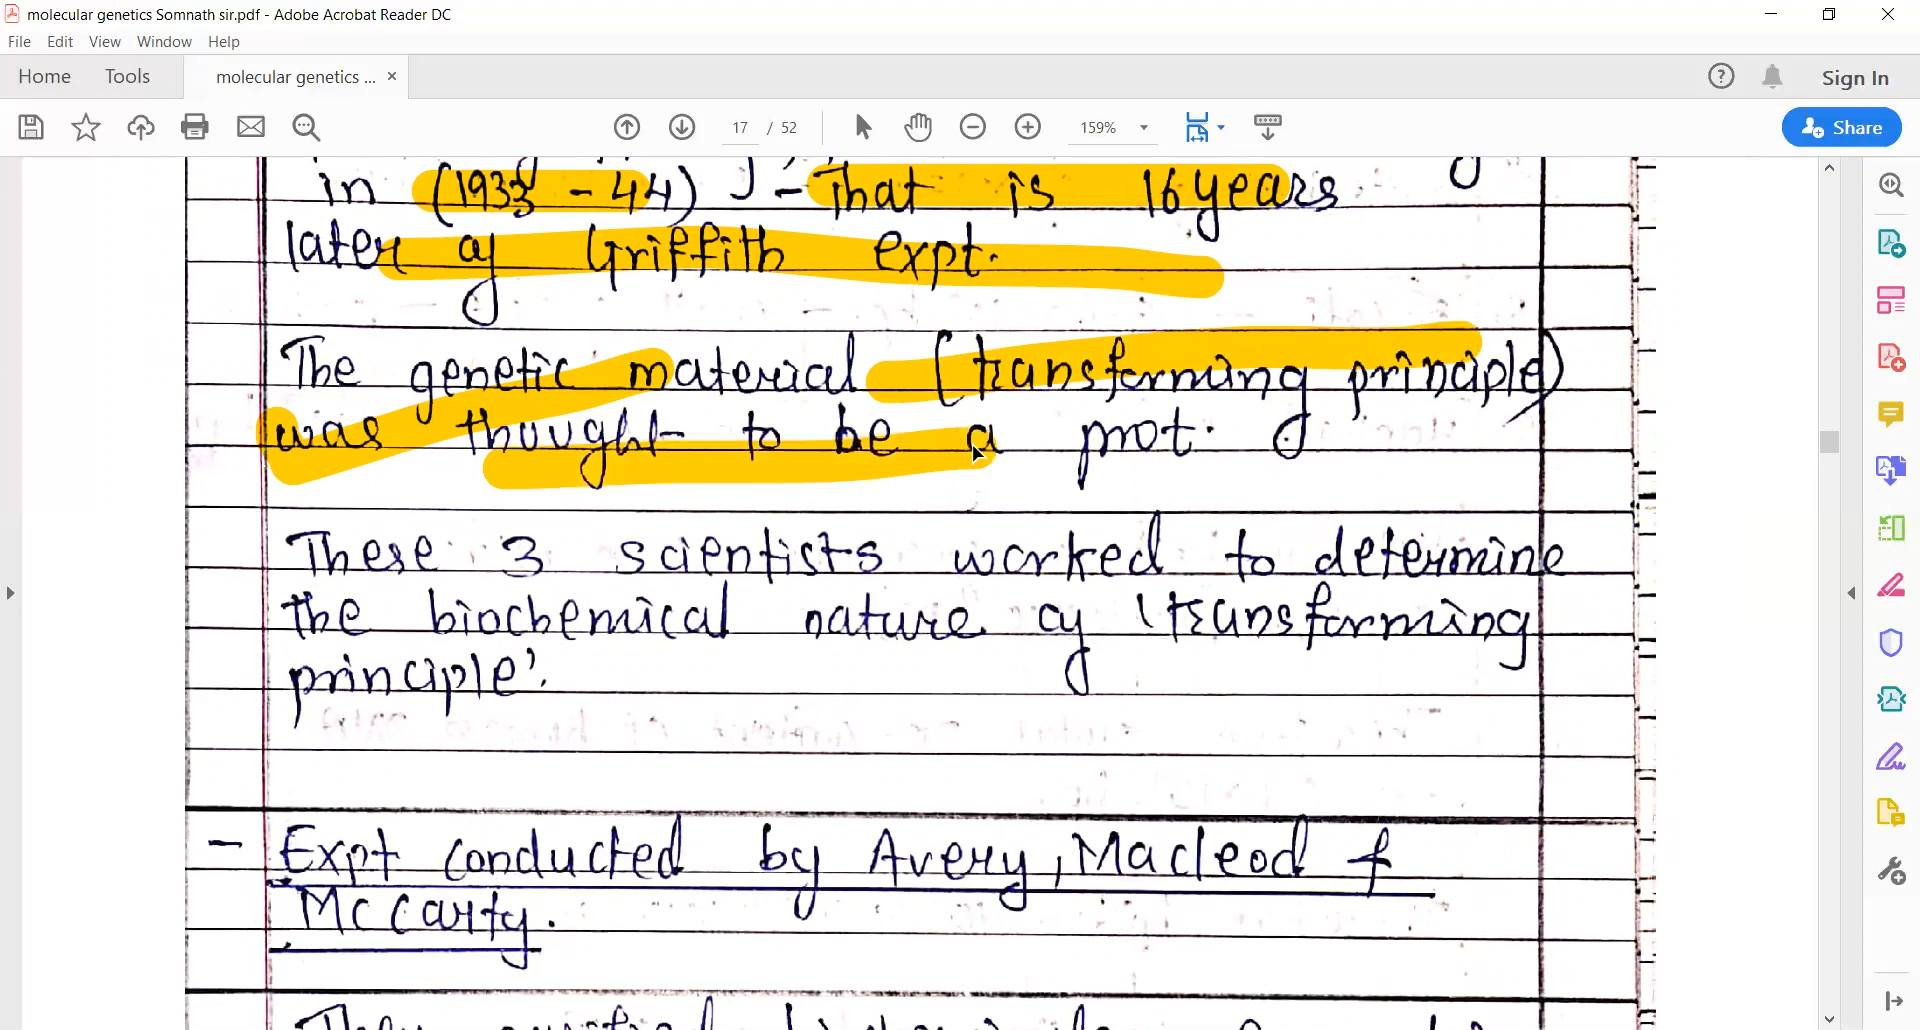 molecular genetics Somnath sir.pdf - Adobe Acrobat Reader DC
File Edit View Window Help
Home Tools molecular genetics ... ×
Sign In
17 / 52 159%
Share
in (1933 - 44) - That is 16 years
later of Griffith expt.
The genetic material (transforming principle)
was thought to be a prot.
These 3 scientists worked to determine
the biochemical nature of 'transforming
principle'.
- Expt conducted by Avery, Macleod &
McCarty.